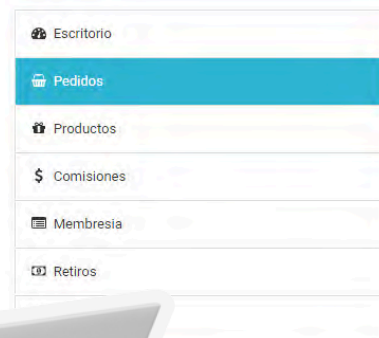 Escritorio
Pedidos
Productos
Comisiones
Membresia
Retiros